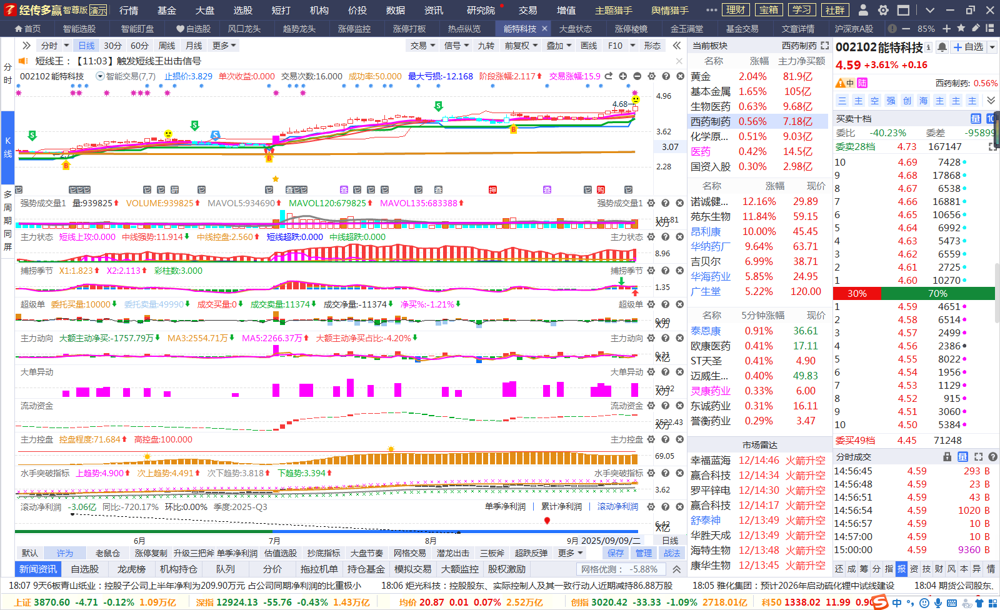 经传多赢 智尊版 演示 行情 基金 大盘 选股 短打 机构 价投 数据 资讯 研究院 交易 增值 主题猎手 舆情猎手 理财 宝箱 学习 社群
首页 智能选股 智能盯盘 自选股 风口龙头 趋势龙头 涨停监控 涨停打板 热点纵览 能特科技 大盘状态 涨停棱镜 金玉满堂 基金交易 文章详情 沪深京A股 85%
分时 日线 30分 60分 周线 月线 更多 交易 信号 九转 前复权 叠加 画线 F10 形态
短线王：【11:03】触发短线王出击信号
002102 能特科技 智能交易(7,7) 止损价:3.829 单次收益:0.000 交易次数:16.000 成功率:50.000 最大亏损:-12.168 阶段涨幅:2.117 交易涨幅:15.9
分时
K线
多周期同屏
4.96
4.68
3.62
3.07
2.28
强势成交量1 量:939825 VOLUME:939825 MAVOL5:934690 MAVOL120:679825 MAVOL135:683388 强势成交量1
主力状态 短线上攻:0.000 中线强势:11.914 中线控盘:2.560 短线超跌:0.000 中线超跌:0.000 主力状态
8.96
捕捞季节 X1:1.823 X2:2.113 彩柱数:3.000 捕捞季节
1.35
超级单 委托买量:10000 委托卖量:49990 成交买量:0 成交卖量:11374 成交净量:-11374 净买%:-1.21% 超级单
主力动向 大额主动净买:-1757.79万 MA3:2554.71万 MA5:2266.37万 大额主动净买占比:-4.20% 主力动向
大单异动 大单异动
流动资金 流动资金
主力控盘 控盘程度:71.684 高控盘:100.000 主力控盘
69.05
水手突破指标 上趋势:4.900 次上趋势:4.491 次下趋势:3.818 下趋势:3.394 水手突破指标
3.62
滚动净利润 -3.06亿 同比:-720.17% 环比:0.00% 季度:2025-Q3 单季净利润 累计净利润 滚动净利润
6月 7月 8月 9月 2025/09/09/二 日线
默认 许为 老鼠仓 涨停复制 升级三把斧 单季净利润 估值选股 抄底指标 大盘节奏 网格交易 潜龙出击 三板斧 超跌反弹 更多 保存 管理 战法
新闻资讯 自选股 龙虎榜 机构持仓 队列 分价 拖拉机单 持仓基金 模拟交易 大额监控 股权激励 网格优测： -5.88%
当前板块 西药制药
名称 涨幅 主力净买额
黄金 2.04% 81.9亿
基本金属 1.65% 105亿
生物医药 0.63% 9.68亿
西药制药 0.56% 7.18亿
化学原... 0.51% 9.03亿
医药 0.42% 14.5亿
国资入股 0.30% 2.98亿
名称 涨幅 现价
诺诚健... 12.16% 29.89
苑东生物 11.84% 59.15
昂利康 10.00% 45.45
华纳药厂 9.64% 63.71
吉贝尔 6.99% 38.71
华海药业 5.85% 24.95
广生堂 5.22% 120.00
名称 5分钟涨幅 现价
泰恩康 0.91% 36.61
欧康医药 0.41% 17.11
ST天圣 0.41% 4.90
迈威生... 0.40% 49.83
灵康药业 0.33% 6.00
东诚药业 0.31% 16.11
誉衡药业 0.29% 3.47
市场雷达
幸福蓝海 12/14:46 火箭升空
赢合科技 12/14:34 火箭升空
罗平锌电 12/14:30 火箭升空
赢合科技 12/14:17 火箭升空
舒泰神 12/13:49 火箭升空
华胜天成 12/13:49 火箭升空
海特生物 12/13:48 火箭升空
康华生物 12/13:45 火箭升空
002102 能特科技 自选
4.59 +3.61% +0.16
中 陆 西药制药: 0.56%
三 主 空 强 创 海 主 主 主
买卖十档 量 10
委比 -40.23% 委差 -95899
委卖28档 4.73 167147
10 4.69 7428
9 4.68 17868
8 4.67 6538
7 4.66 16881
6 4.65 10656
5 4.64 6992
4 4.63 5473
3 4.62 6559
2 4.61 2725
1 4.60 10270
30% 70%
1 4.59 4651
2 4.58 6514
3 4.57 2499
4 4.56 2386
5 4.55 8022
6 4.54 1956
7 4.53 1129
8 4.52 915
9 4.51 3060
10 4.50 5384
委买49档 4.45 71248
分时成交 量
14:56:45 4.59 293 B
14:56:48 4.59 23 B
14:56:51 4.59 43 B
14:56:54 4.59 1020 B
14:56:57 4.59 10 B
14:57:00 4.59 10 B
15:00:00 4.59 9360 B
还 成 筹 分 指 报 资 技 财 风 本 异 情
18:07 9天6板青山纸业：控股子公司上半年净利为209.90万元 占公司同期净利润的比重极小 18:06 炬光科技：控股股东、实际控制人及其一致行动人近期减持86.88万股 18:05 雅化集团：预计2026年启动硫化锂中试线建设 18:04 期货公司股东、
上证 3870.60 -4.71 -0.12% 1.09万亿 深指 12924.13 -55.76 -0.43% 1.43万亿 均价 20.87 0.01 0.07% 2.52万亿 创指 3020.42 -33.33 -1.09% 2718.01亿 科50 1338.02 11.99 中